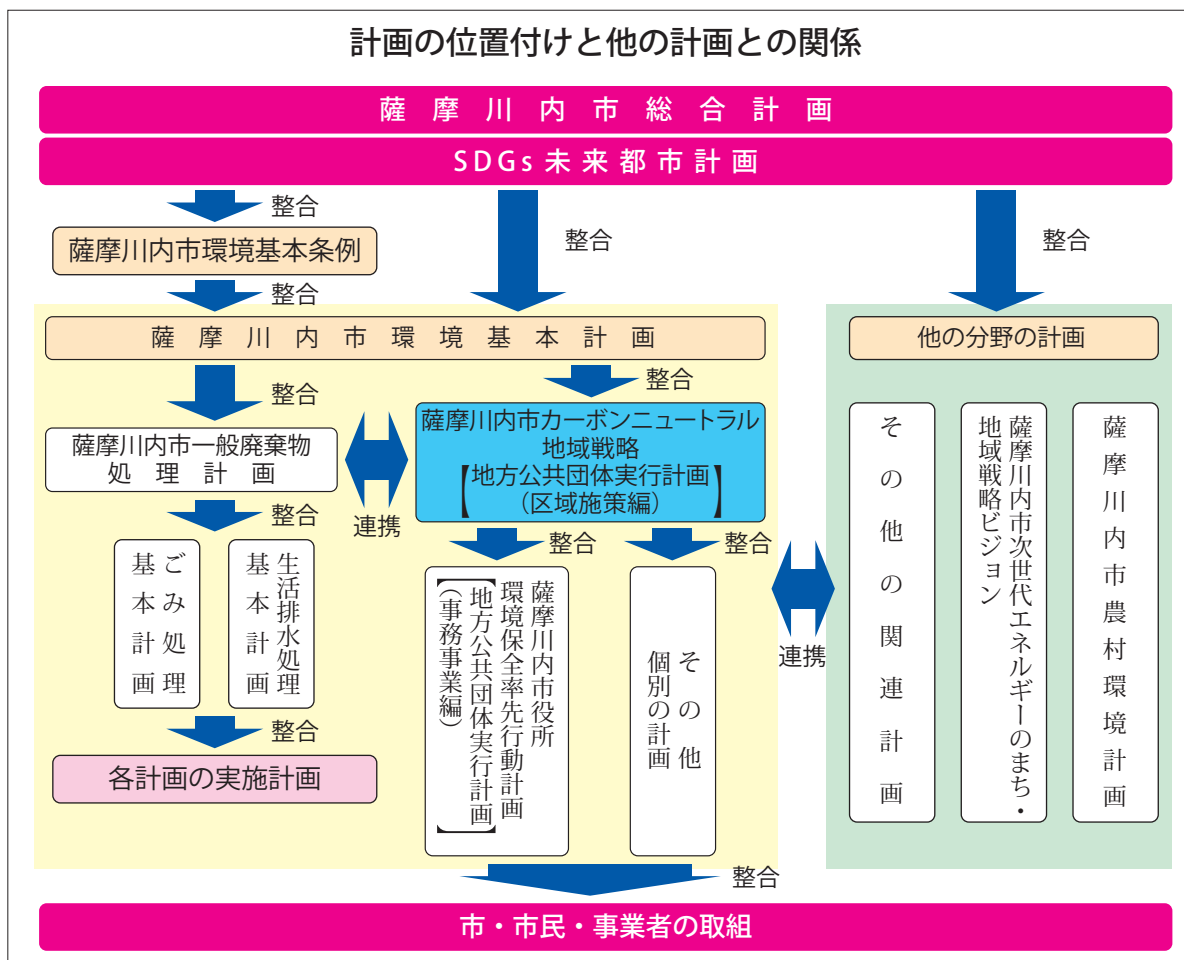 計画の位置付けと他の計画との関係
薩摩川内市総合計画
SDGs未来都市計画
整合
整合
整合
薩摩川内市環境基本条例
整合
薩摩川内市環境基本計画
整合
整合
薩摩川内市一般廃棄物
処理計画
連携
薩摩川内市カーボンニュートラル
地域戦略
【地方公共団体実行計画
(区域施策編)】
整合
整合
整合
生活排水処理
基本計画
ごみ処理
基本計画
整合
各計画の実施計画
薩摩川内市役所
環境保全率先行動計画
【地方公共団体実行計画
(事務事業編)】
その他
個別の計画
連携
他の分野の計画
薩摩川内市農村環境計画
薩摩川内市次世代エネルギーのまち・
地域戦略ビジョン
その他の関連計画
整合
市・市民・事業者の取組